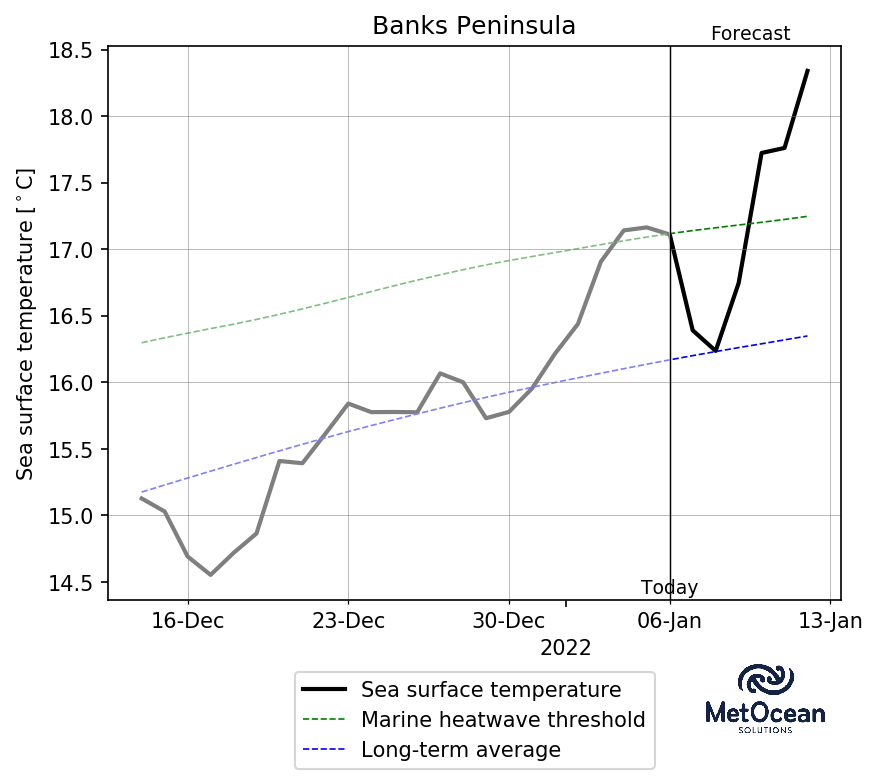 Banks Peninsula
Forecast
Sea surface temperature [°C]
18.5
18.0
17.5
17.0
16.5
16.0
15.5
15.0
14.5
Today
16-Dec
23-Dec
30-Dec
06-Jan
13-Jan
2022
Sea surface temperature
Marine heatwave threshold
Long-term average
MetOcean
SOLUTIONS